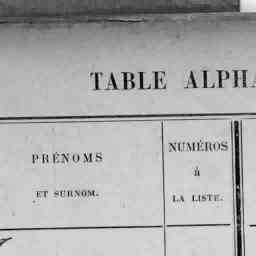 TABLE ALPHA
PRÉNOMS
ET SURNOM.
NUMÉROS
à
LA LISTE.